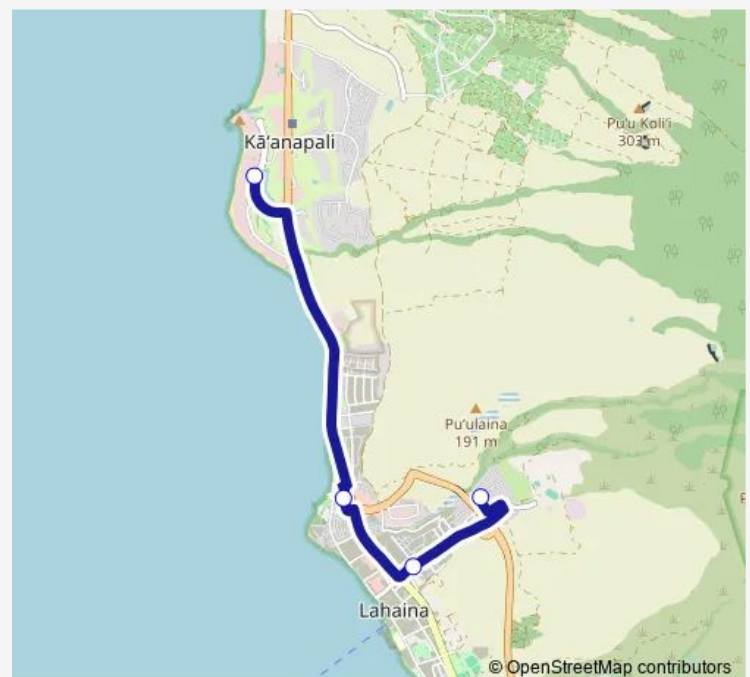 Kā'anapali
Pu'u Koli'i
303 m
Pu'ulaina
191 m
Lahaina
© OpenStreetMap contributors